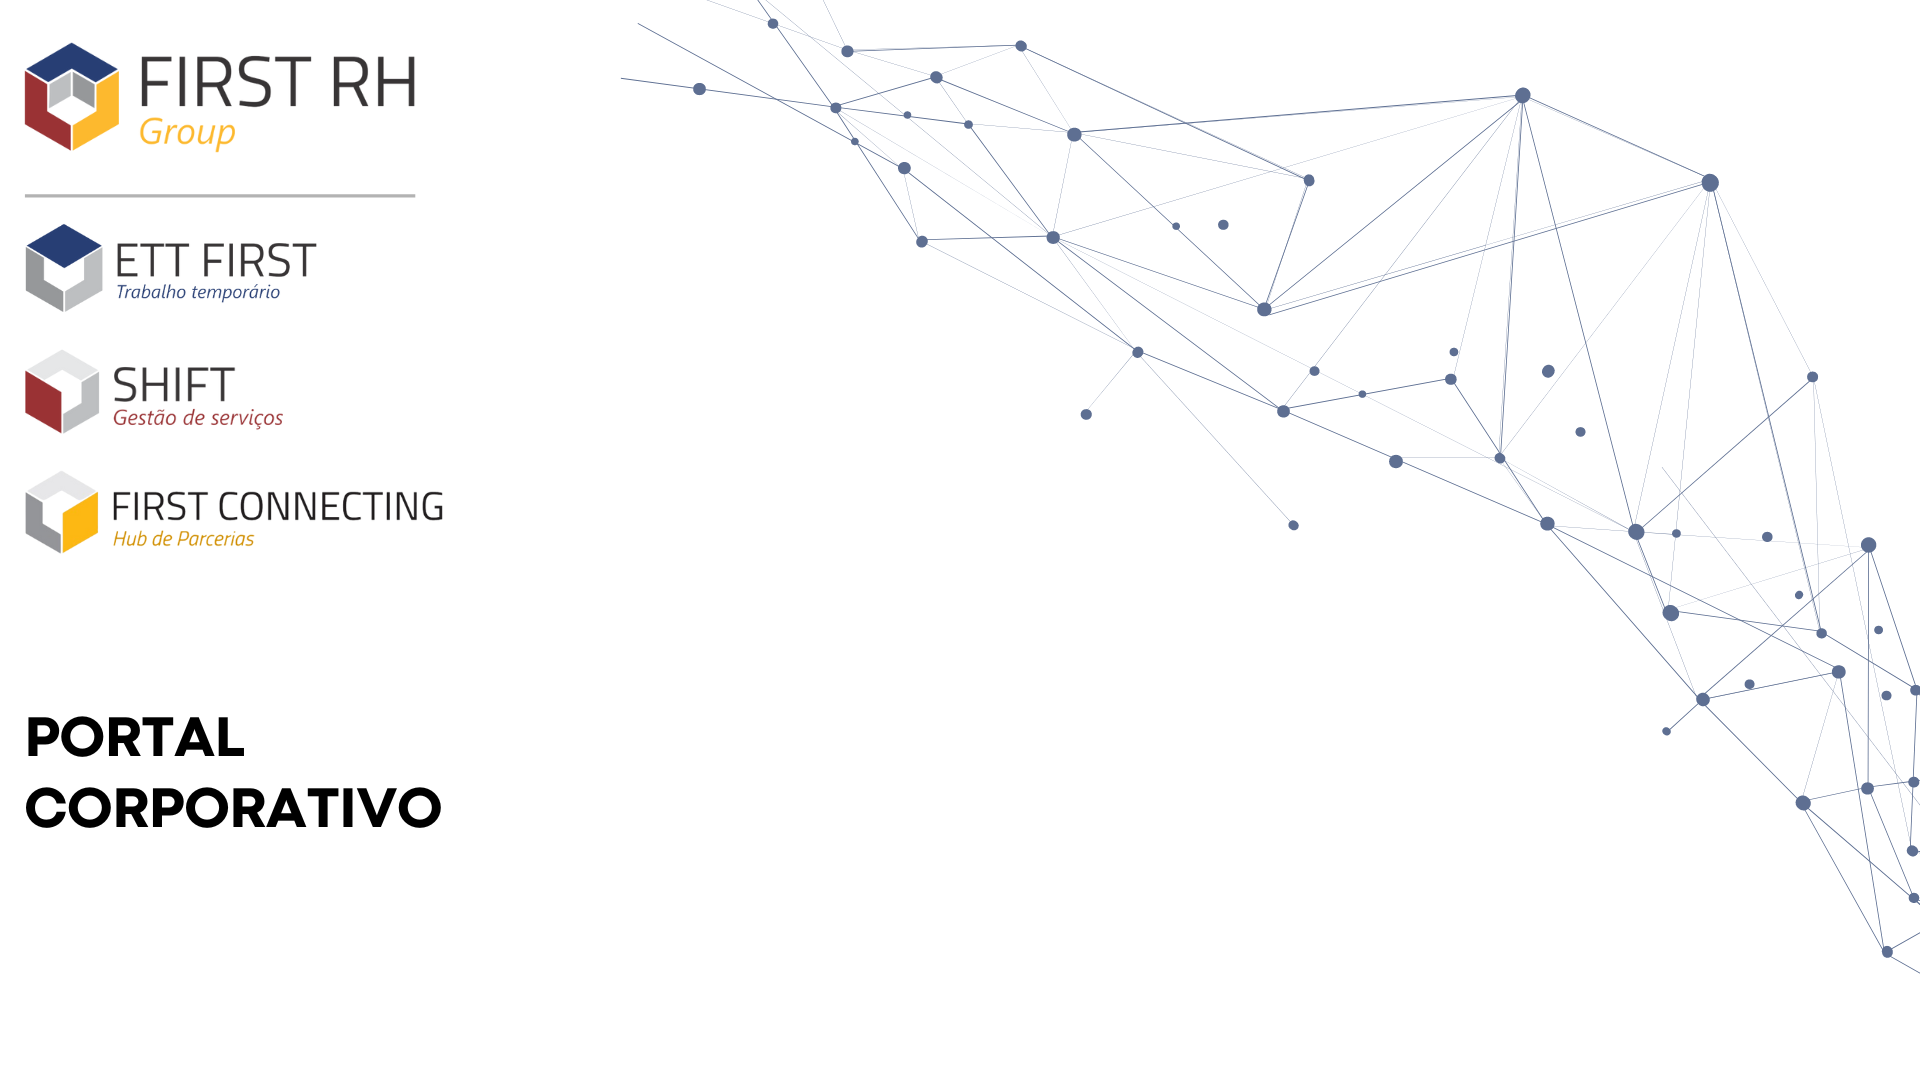 FIRST RH
Group
ETT FIRST
Trabalho temporário
SHIFT
Gestão de serviços
FIRST CONNECTING
Hub de Parcerias
PORTAL
CORPORATIVO